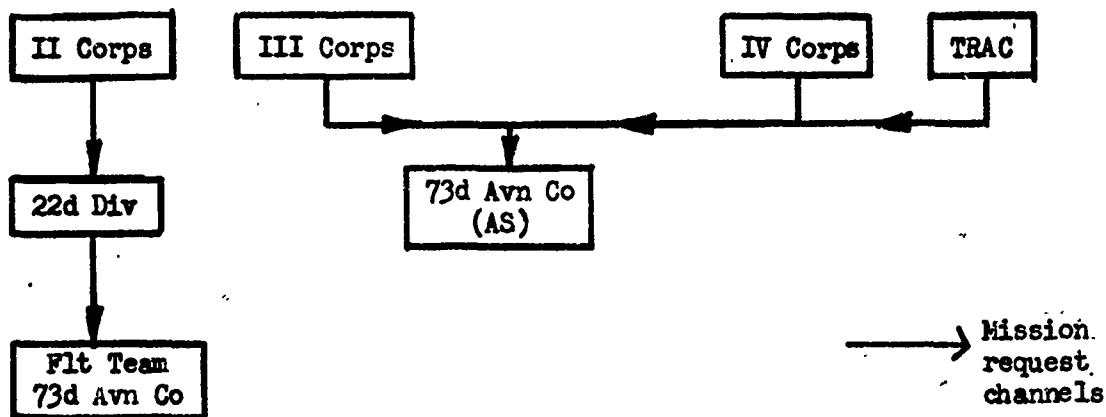 II Corps
III Corps
IV Corps
TRAC
22d Div
73d Avn Co
(AS)
Flt Team
73d Avn Co
Mission
request
channels